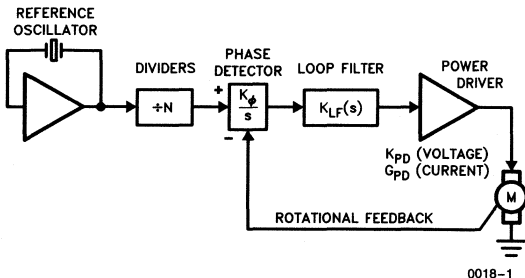 REFERENCE
OSCILLATOR
DIVIDERS
÷N
PHASE
DETECTOR
+
Kϕ
s
−
LOOP FILTER
KLF(s)
POWER
DRIVER
KPD (VOLTAGE)
GPD (CURRENT)
M
ROTATIONAL FEEDBACK
0018-1